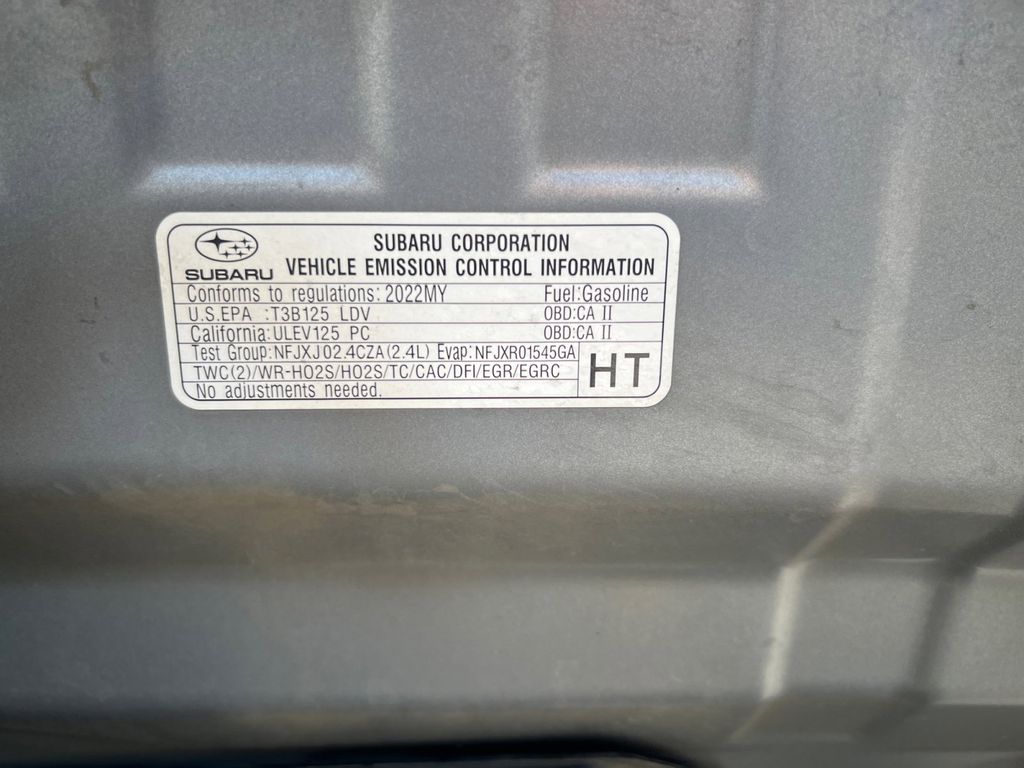 SUBARU CORPORATION
SUBARU VEHICLE EMISSION CONTROL INFORMATION
Conforms to regulations: 2022MY Fuel:Gasoline
U.S.EPA :T3B125 LDV OBD:CA II
California:ULEV125 PC OBD:CA II
Test Group:NFJXJ02.4CZA(2.4L) Evap:NFJXR01545GA
TWC(2)/WR-HO2S/HO2S/TC/CAC/DFI/EGR/EGRC
HT
No adjustments needed.